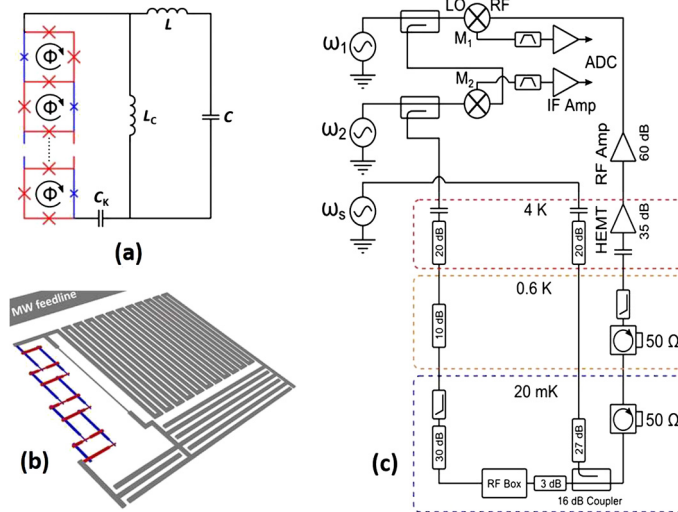 L
Φ
Φ
L_C
C
Φ
C_K
(a)
MW feedline
(b)
LO
RF
ω₁
M₁
ADC
M₂
IF Amp
ω₂
RF Amp
60 dB
ωₛ
4 K
HEMT
35 dB
20 dB
20 dB
0.6 K
10 dB
50 Ω
20 mK
50 Ω
30 dB
27 dB
(c)
RF Box
3 dB
16 dB Coupler